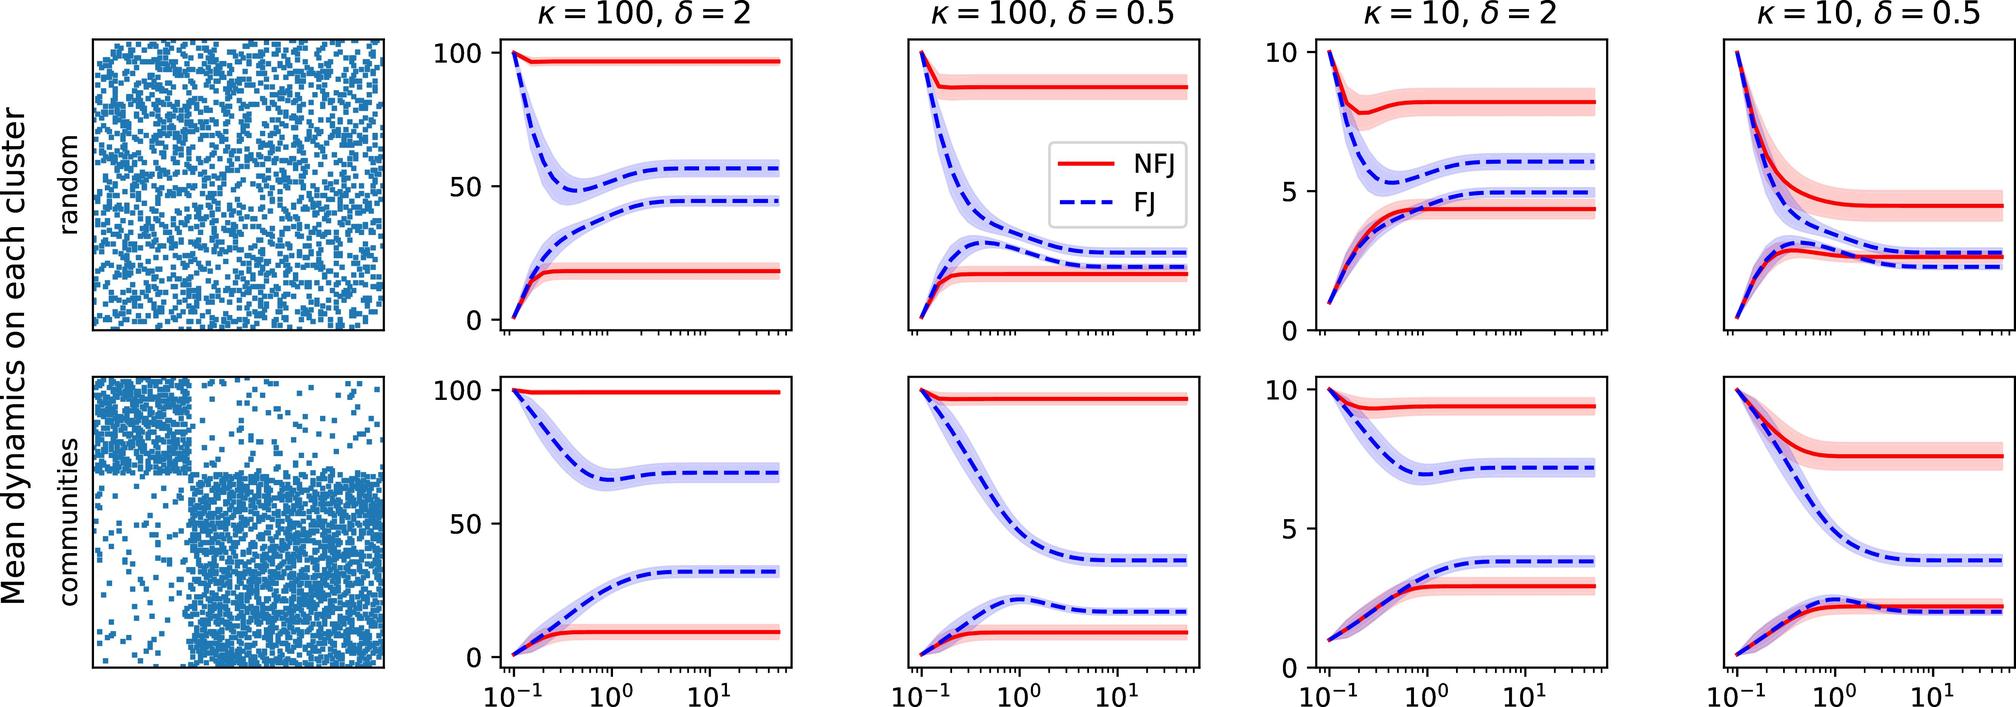 κ = 100, δ = 2
κ = 100, δ = 0.5
κ = 10, δ = 2
κ = 10, δ = 0.5
Mean dynamics on each cluster
random
100
50
0
NFJ
FJ
10
5
0
communities
100
50
0
10
5
0
10⁻¹ 10⁰ 10¹
10⁻¹ 10⁰ 10¹
10⁻¹ 10⁰ 10¹
10⁻¹ 10⁰ 10¹